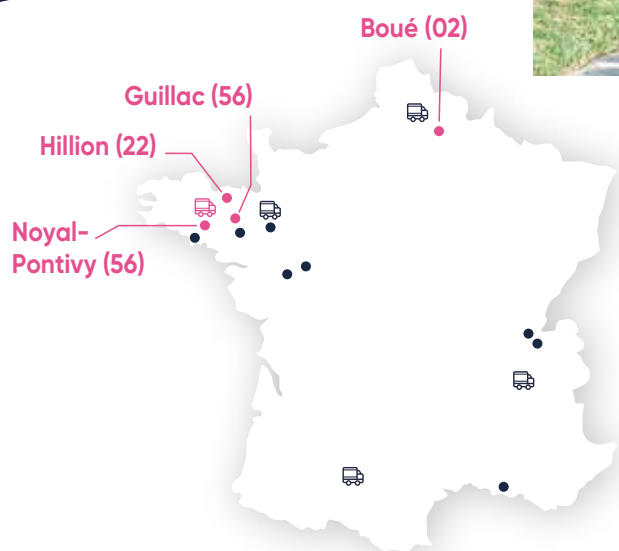 Boué (02)
Guillac (56)
Hillion (22)
Noyal-
Pontivy (56)